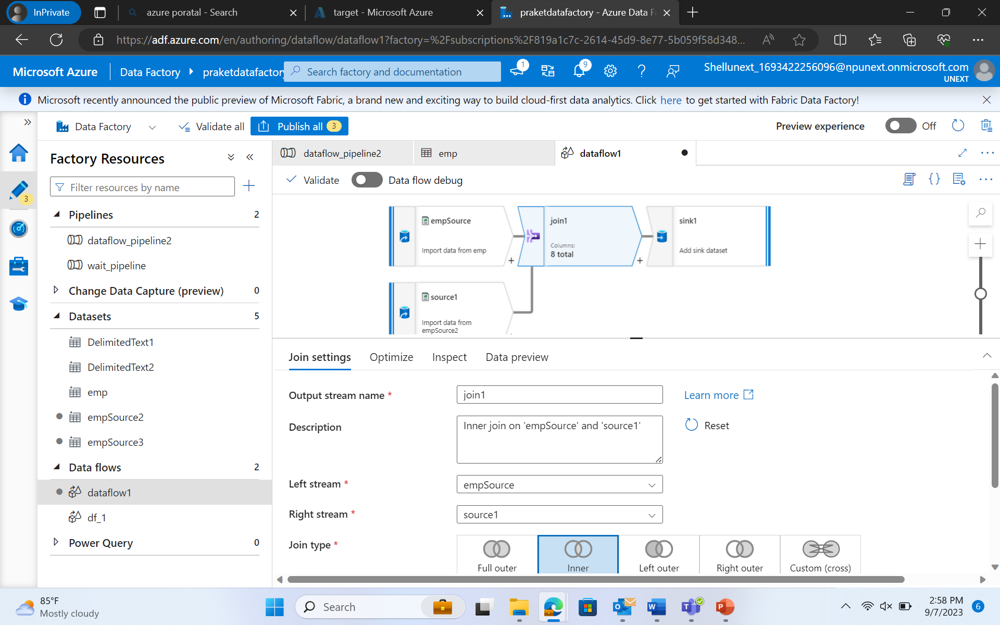 InPrivate
azure poratal - Search
target - Microsoft Azure
praketdatafactory - Azure Data F
https://adf.azure.com/en/authoring/dataflow/dataflow1?factory=%2Fsubscriptions%2F819a1c7c-2614-45d9-8e77-5b059f58d348...
Microsoft Azure
Data Factory
praketdatafactory
Search factory and documentation
1
9
Shellunext_1693422256096@npunext.onmicrosoft.com
UNEXT
Microsoft recently announced the public preview of Microsoft Fabric, a brand new and exciting way to build cloud-first data analytics. Click here to get started with Fabric Data Factory!
Data Factory
Validate all
Publish all 3
Preview experience
Off
Factory Resources
Filter resources by name
3
Pipelines 2
dataflow_pipeline2
wait_pipeline
Change Data Capture (preview) 0
Datasets 5
DelimitedText1
DelimitedText2
emp
empSource2
empSource3
Data flows 2
dataflow1
df_1
Power Query 0
dataflow_pipeline2
emp
dataflow1
Validate
Data flow debug
empSource
Import data from emp
join1
Columns:
8 total
sink1
Add sink dataset
source1
Import data from
empSource2
Join settings
Optimize
Inspect
Data preview
Output stream name *
join1
Learn more
Description
Inner join on 'empSource' and 'source1'
Reset
Left stream *
empSource
Right stream *
source1
Join type *
Full outer
Inner
Left outer
Right outer
Custom (cross)
85°F
Mostly cloudy
Search
2:58 PM
9/7/2023
6